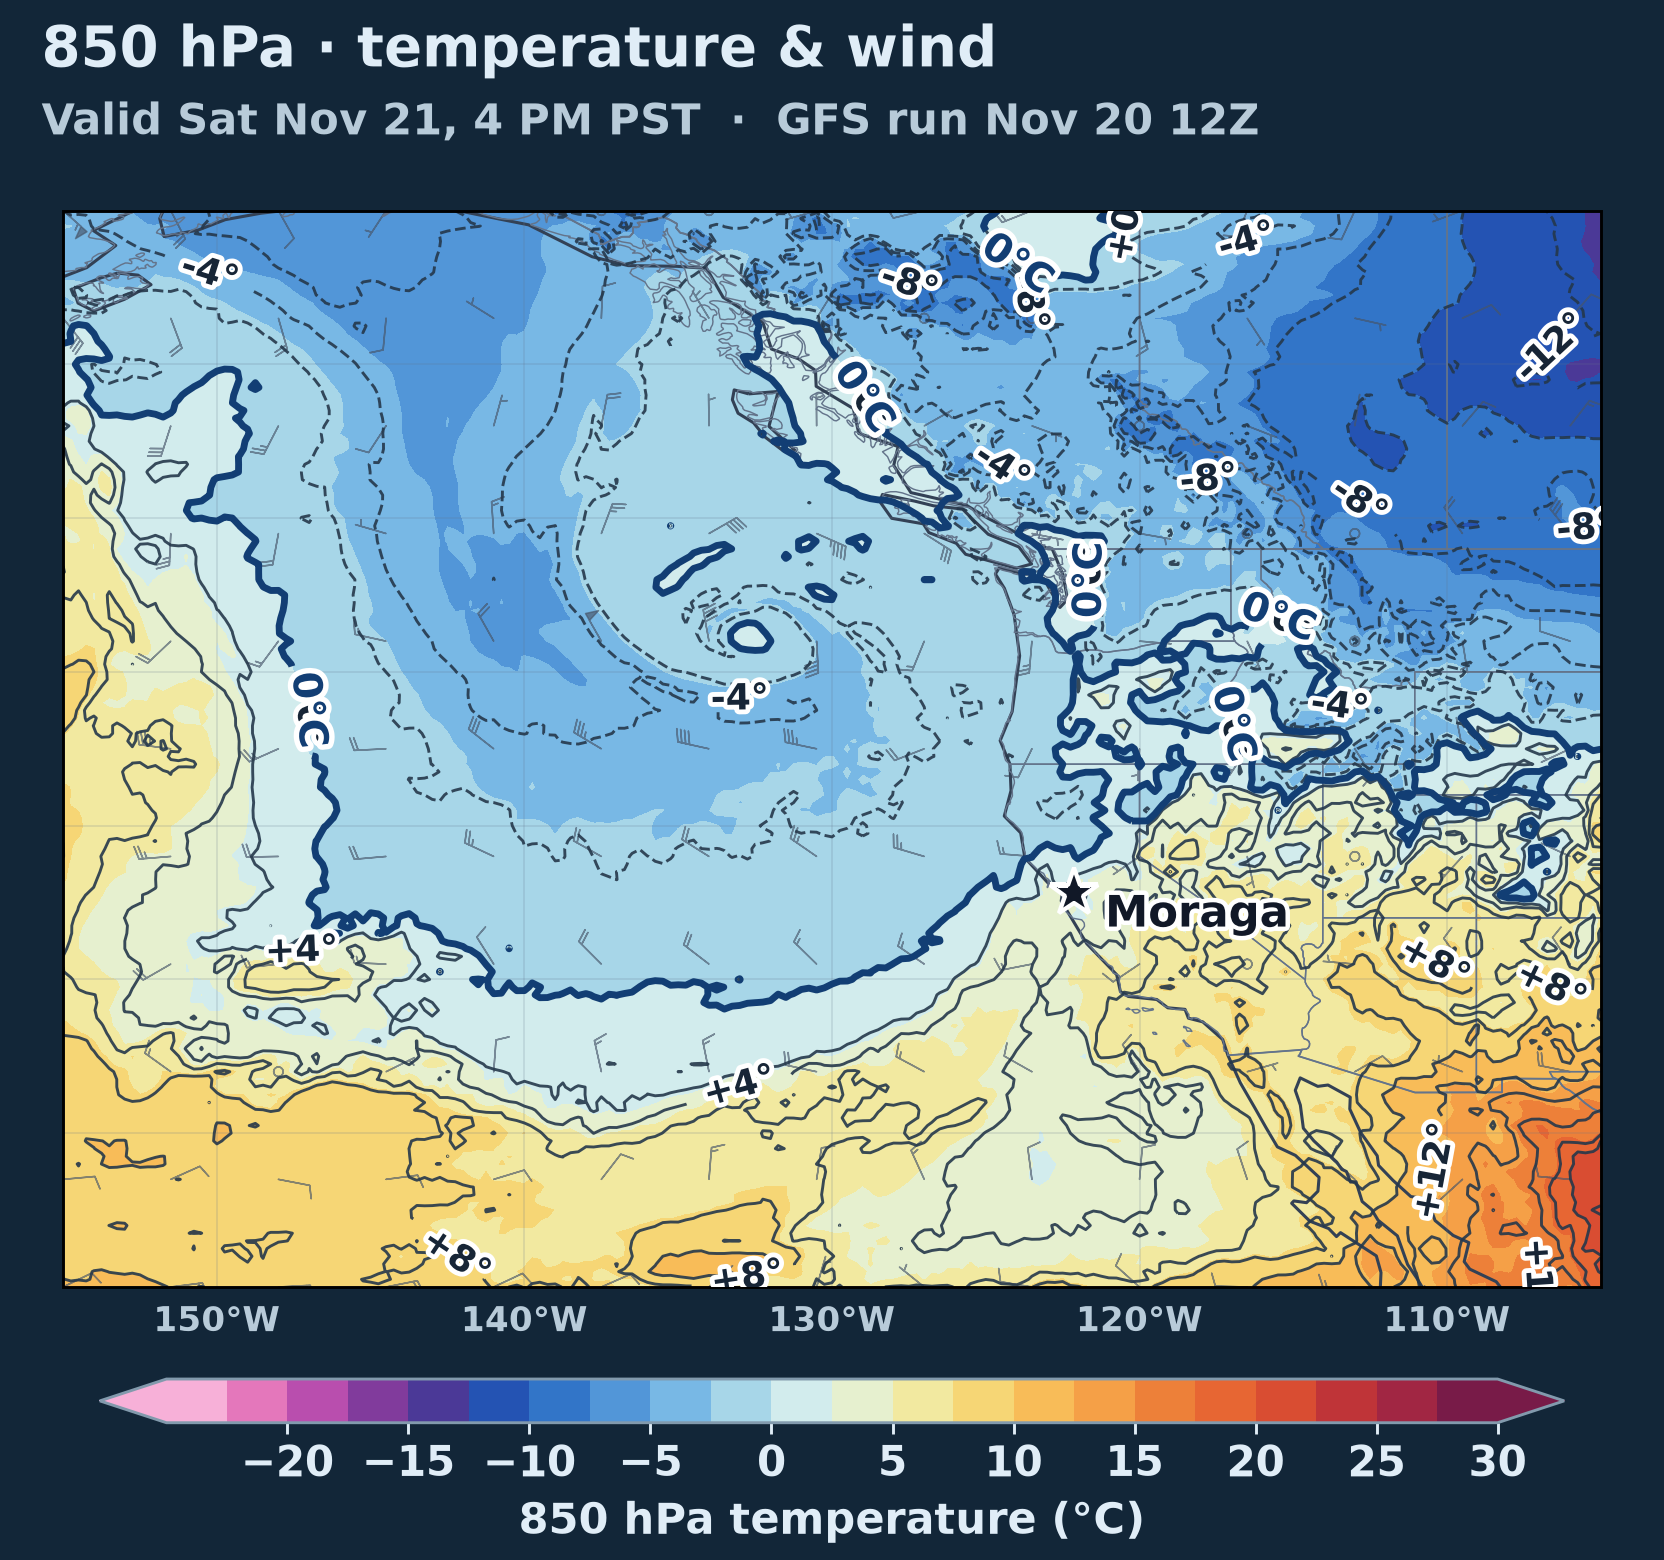 850 hPa · temperature & wind
Valid Sat Nov 21, 4 PM PST · GFS run Nov 20 12Z
+0
-4°
0°C
-4°
-8°
8°
-12°
0°C
-4°
-8°
-8°
-8°
0°C
0°C
0°C
-4°
-4°
0°C
Moraga
+4°
+8°
+8°
+4°
+12°
+8°
+8°
+1
150°W 140°W 130°W 120°W 110°W
−20 −15 −10 −5 0 5 10 15 20 25 30
850 hPa temperature (°C)